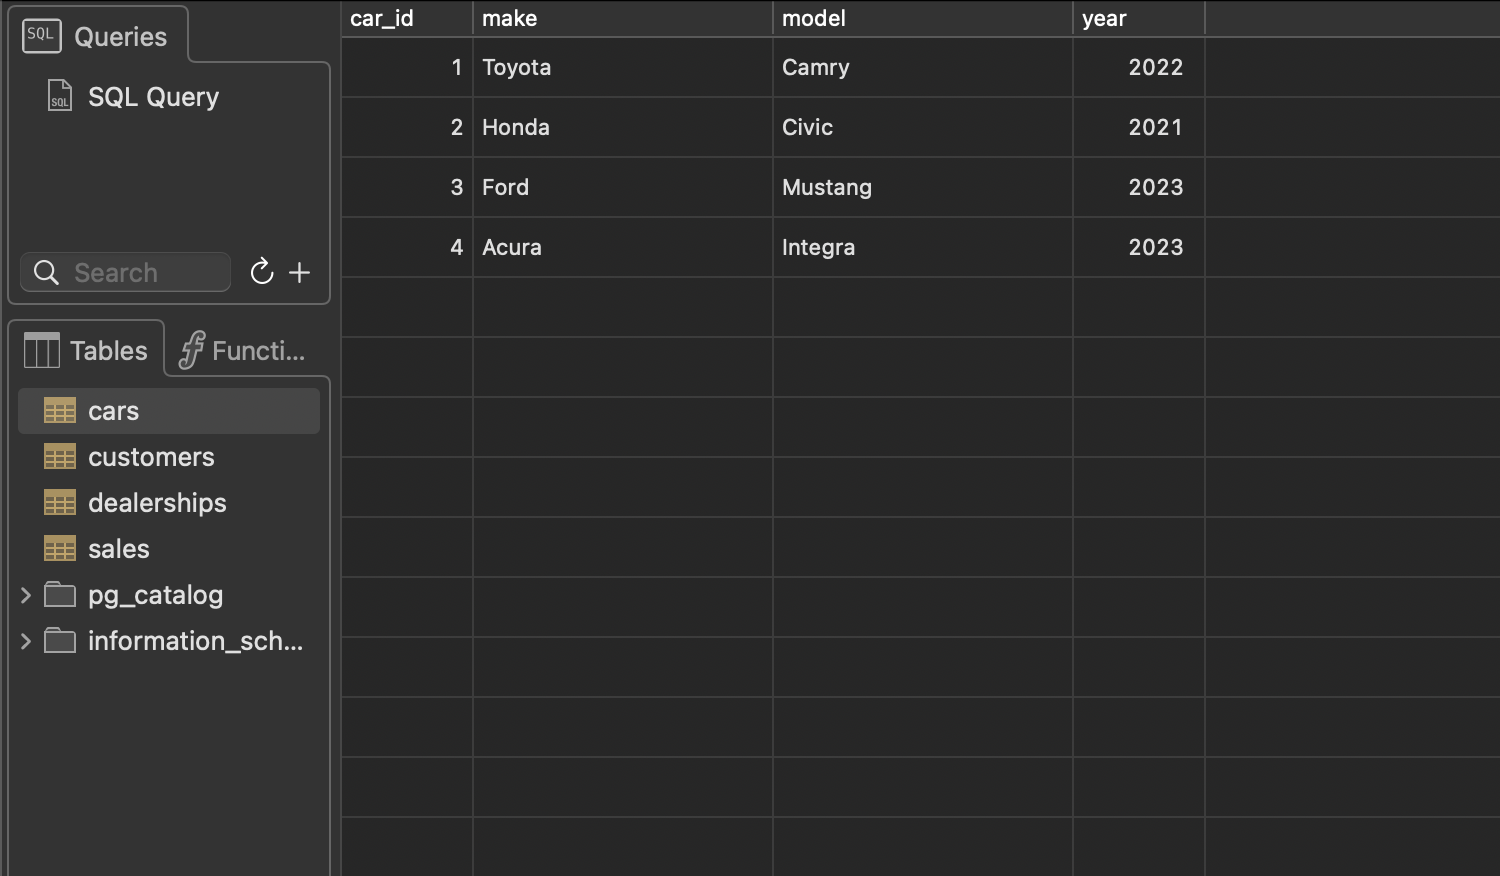 SQL Queries
SQL SQL Query
Search
Tables
Functi...
cars
customers
dealerships
sales
pg_catalog
information_sch...
car_id make model year
1 Toyota Camry 2022
2 Honda Civic 2021
3 Ford Mustang 2023
4 Acura Integra 2023